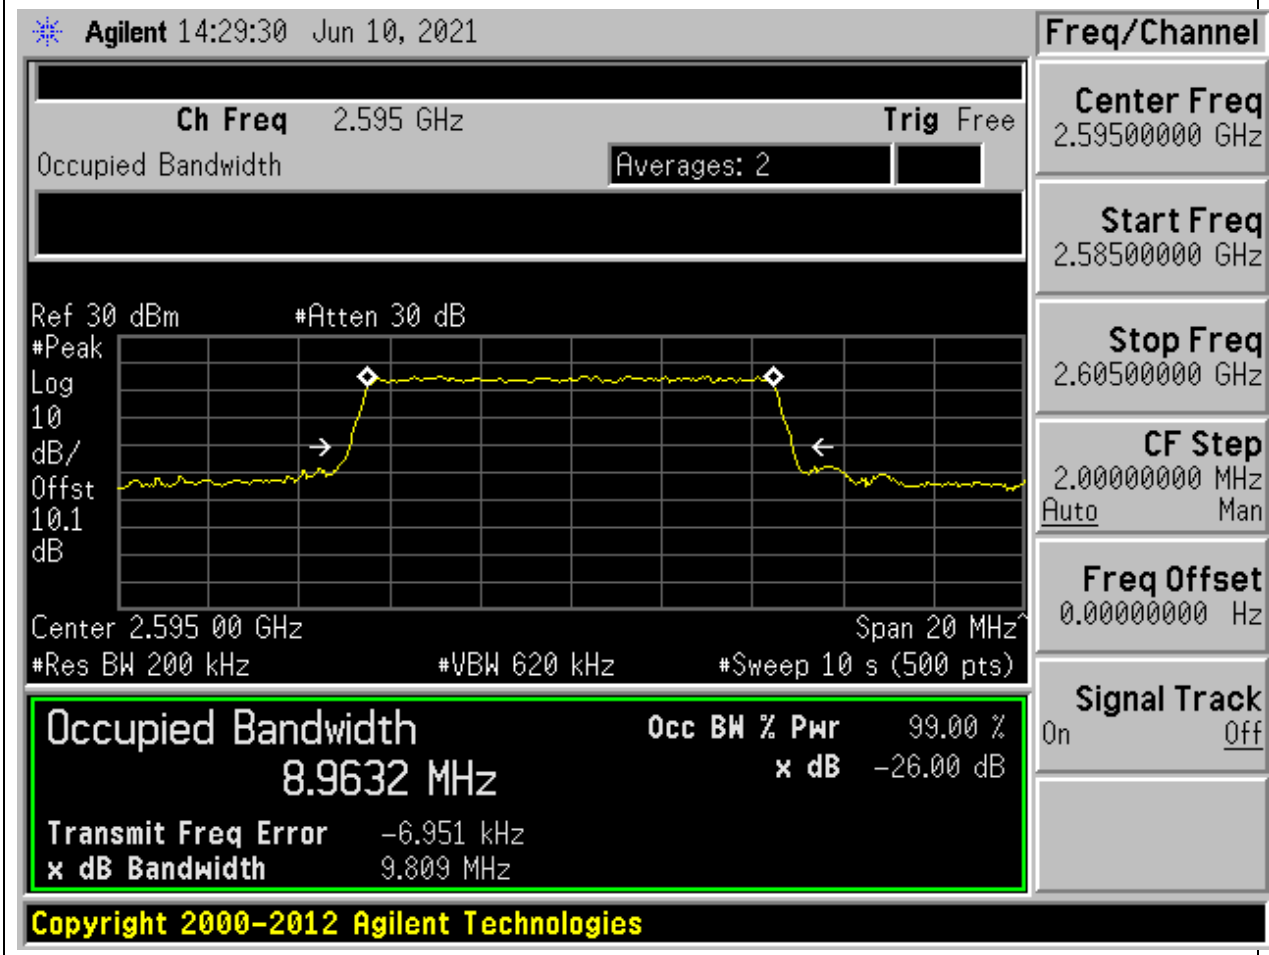 Agilent 14:29:30 Jun 10, 2021
Freq/Channel
Ch Freq 2.595 GHz Trig Free
Occupied Bandwidth Averages: 2
Ref 30 dBm #Atten 30 dB
#Peak
Log
10
dB/
Offst
10.1
dB
Center 2.595 00 GHz Span 20 MHz^
#Res BW 200 kHz #VBW 620 kHz #Sweep 10 s (500 pts)
Occupied Bandwidth Occ BW % Pwr 99.00 %
8.9632 MHz x dB -26.00 dB
Transmit Freq Error -6.951 kHz
x dB Bandwidth 9.809 MHz
Copyright 2000-2012 Agilent Technologies
Center Freq
2.59500000 GHz
Start Freq
2.58500000 GHz
Stop Freq
2.60500000 GHz
CF Step
2.00000000 MHz
Auto Man
Freq Offset
0.00000000 Hz
Signal Track
On Off